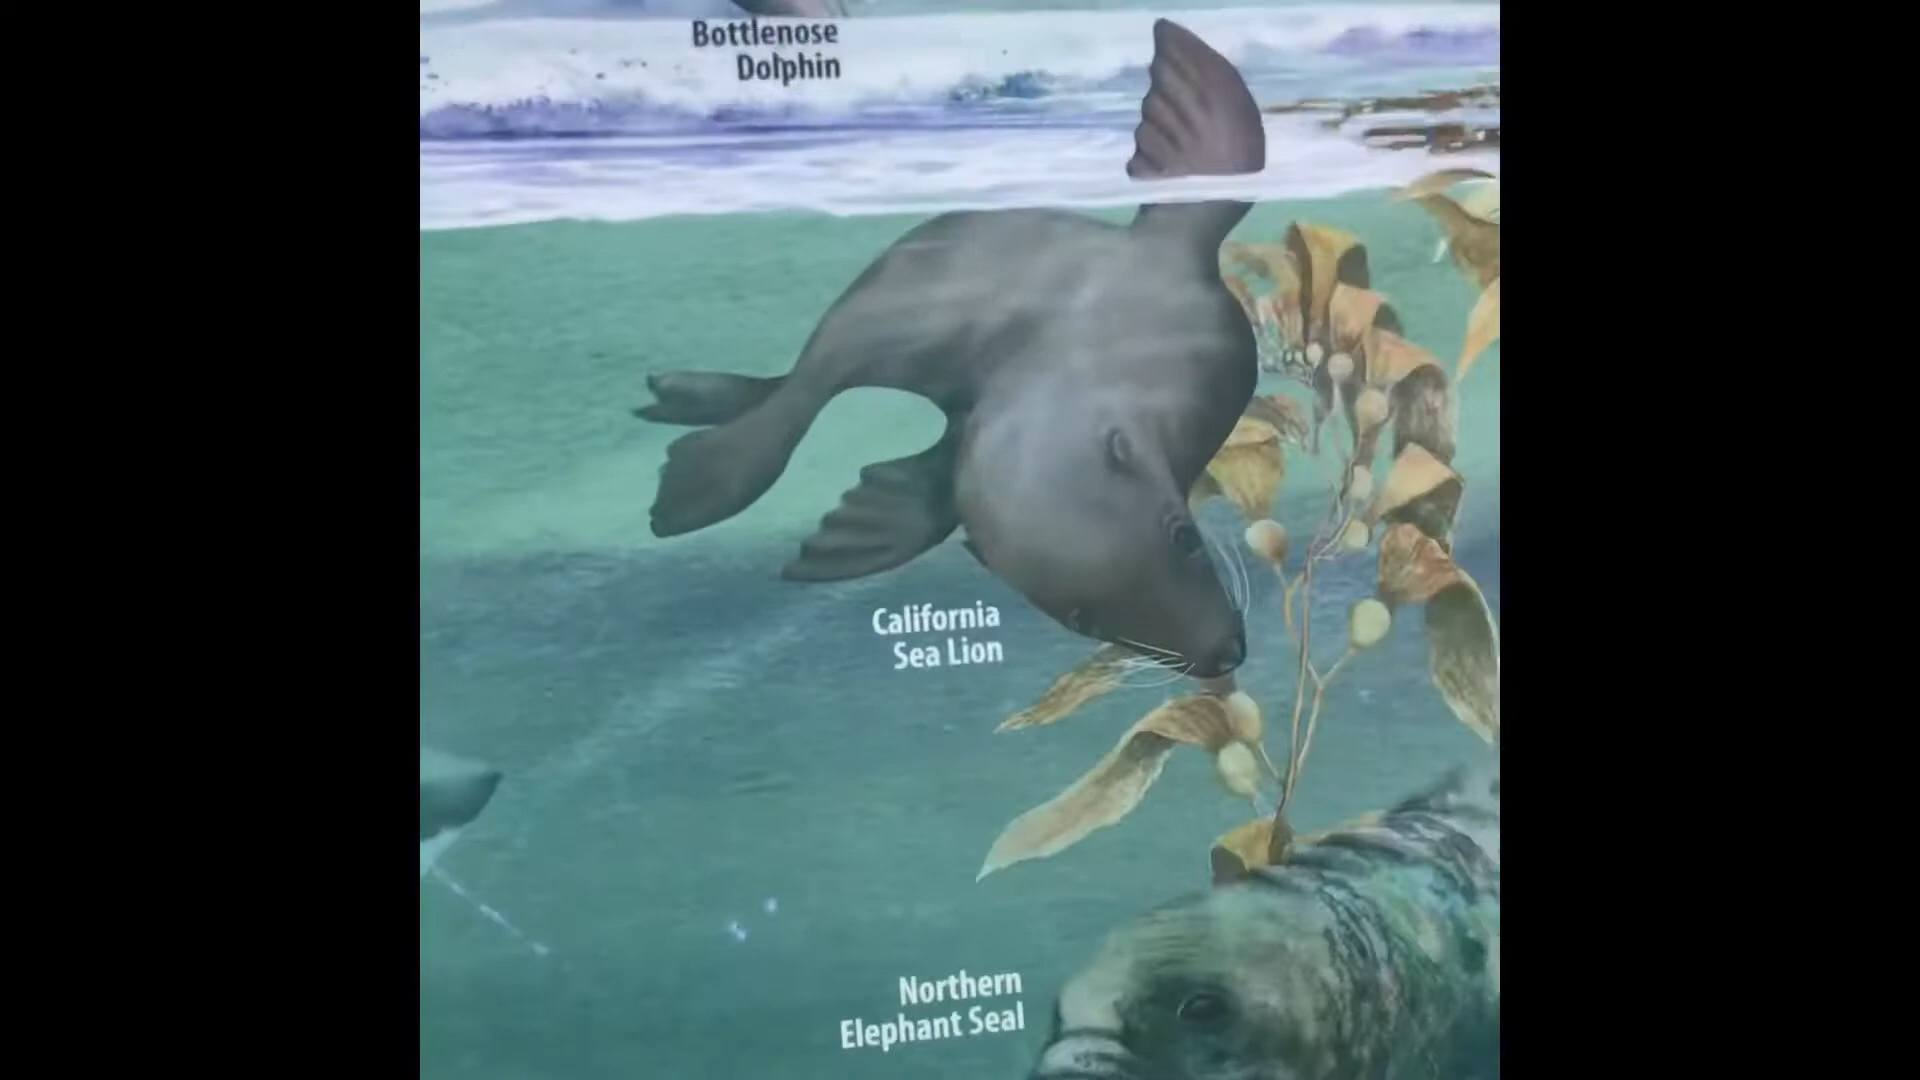 Bottlenose
Dolphin
California
Sea Lion
Northern
Elephant Seal